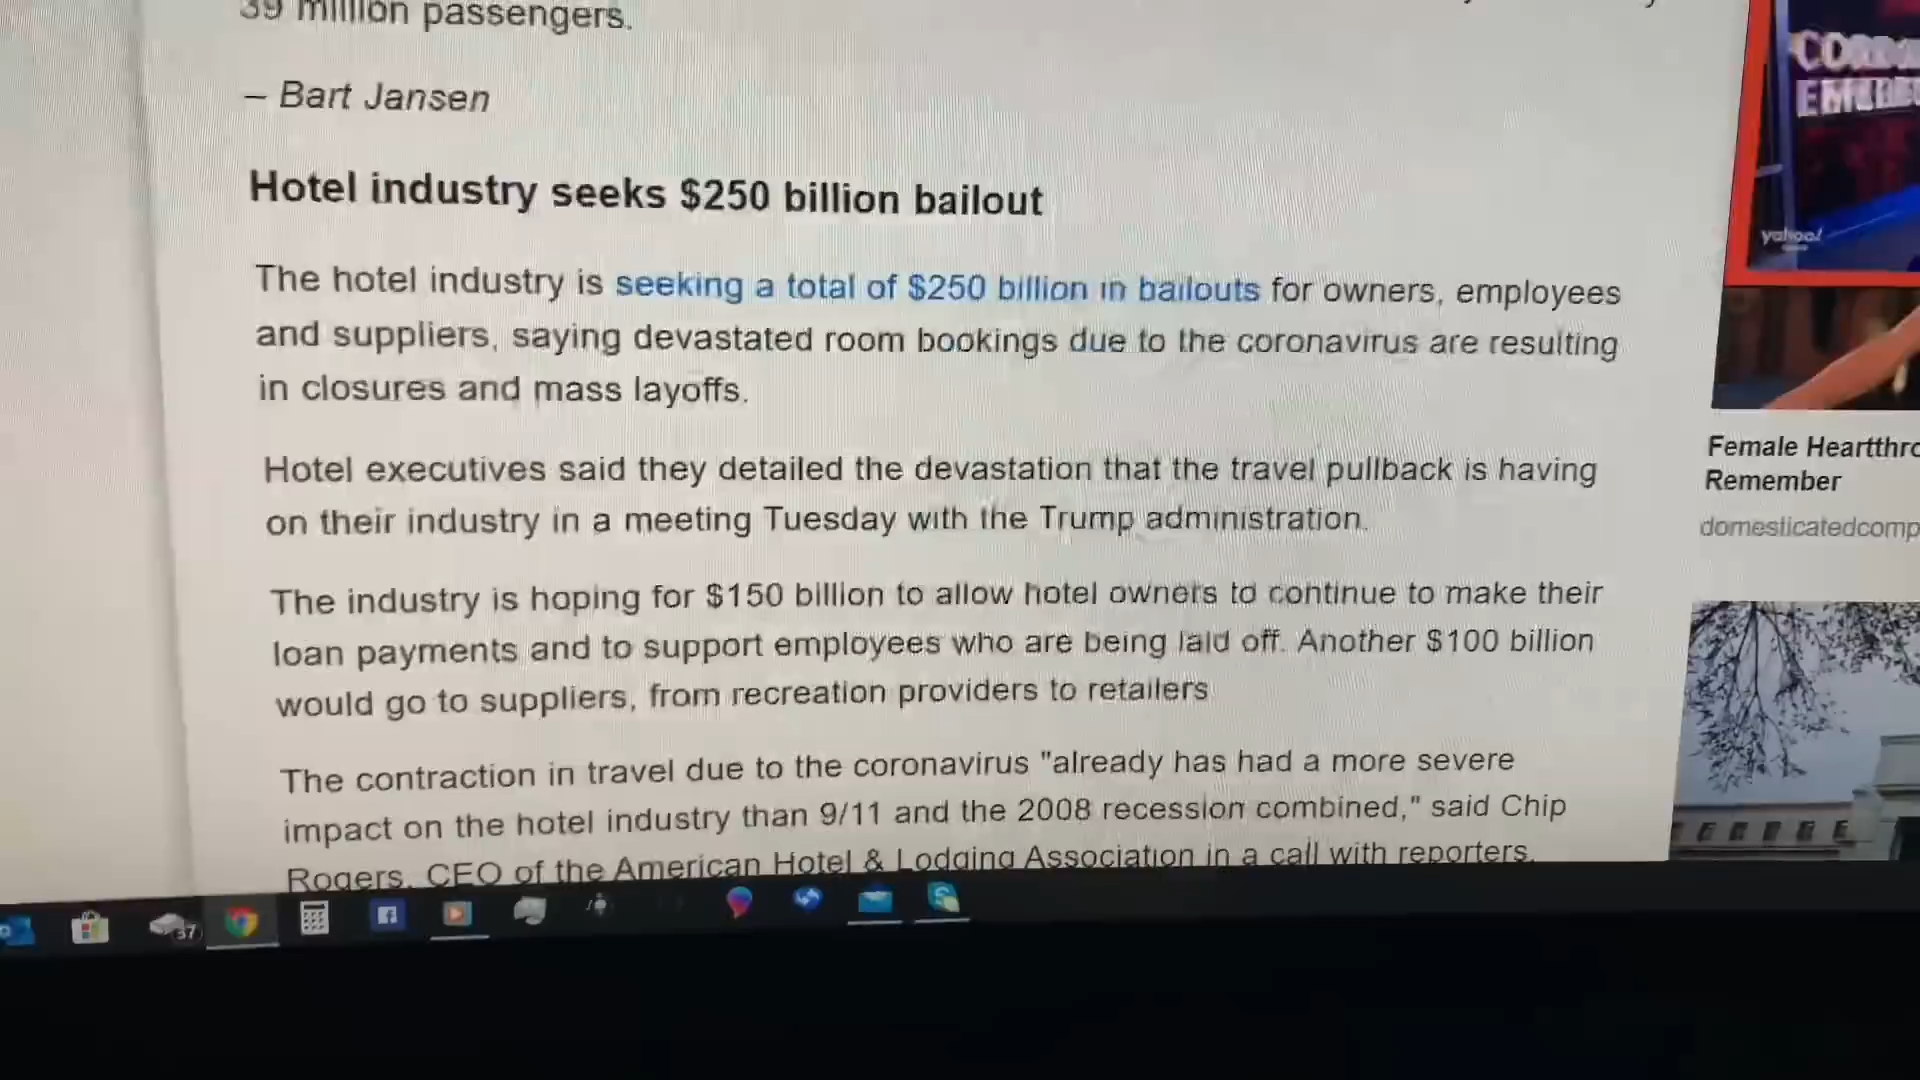 39 million passengers.
– Bart Jansen
Hotel industry seeks $250 billion bailout
The hotel industry is seeking a total of $250 billion in bailouts for owners, employees
and suppliers, saying devastated room bookings due to the coronavirus are resulting
in closures and mass layoffs.
Hotel executives said they detailed the devastation that the travel pullback is having
on their industry in a meeting Tuesday with the Trump administration.
The industry is hoping for $150 billion to allow hotel owners to continue to make their
loan payments and to support employees who are being laid off. Another $100 billion
would go to suppliers, from recreation providers to retailers
The contraction in travel due to the coronavirus "already has had a more severe
impact on the hotel industry than 9/11 and the 2008 recession combined," said Chip
Rogers, CEO of the American Hotel & Lodging Association in a call with reporters.
yahoo!
Female Heartthro
Remember
domesticatedcomp
37